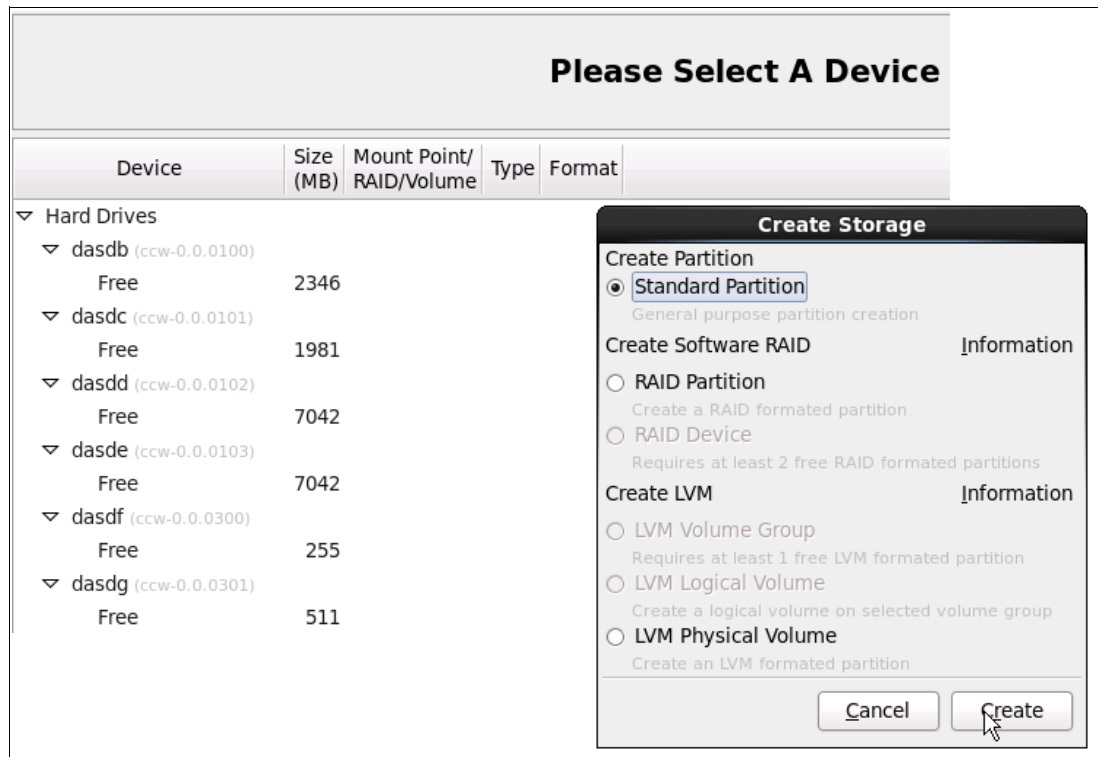 Please Select A Device
Device Size (MB) Mount Point/ RAID/Volume Type Format
Hard Drives
dasdb (ccw-0.0.0100)
Free 2346
dasdc (ccw-0.0.0101)
Free 1981
dasdd (ccw-0.0.0102)
Free 7042
dasde (ccw-0.0.0103)
Free 7042
dasdf (ccw-0.0.0300)
Free 255
dasdg (ccw-0.0.0301)
Free 511
Create Storage
Create Partition
Standard Partition
General purpose partition creation
Create Software RAID Information
RAID Partition
Create a RAID formated partition
RAID Device
Requires at least 2 free RAID formated partitions
Create LVM Information
LVM Volume Group
Requires at least 1 free LVM formated partition
LVM Logical Volume
Create a logical volume on selected volume group
LVM Physical Volume
Create an LVM formated partition
Cancel Create